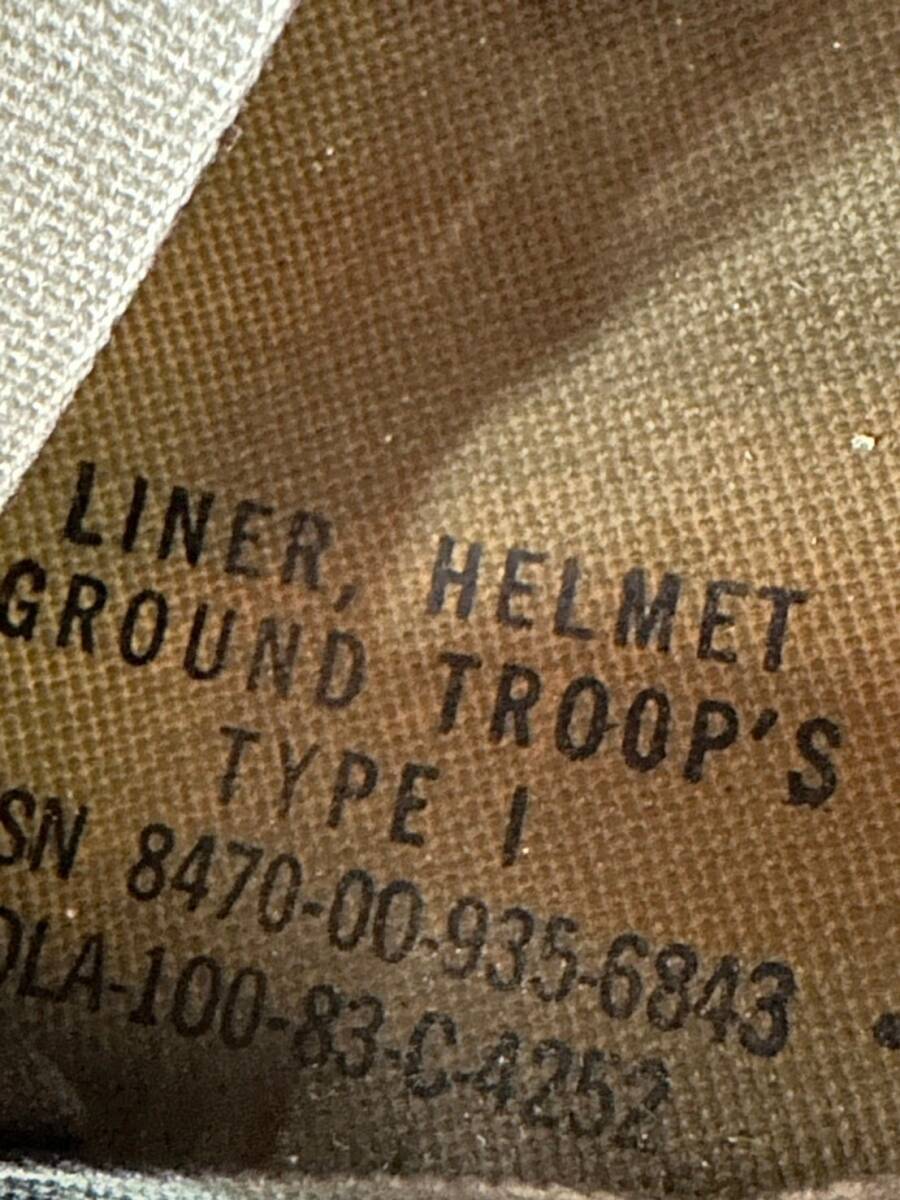 LINER, HELMET
GROUND TROOP'S
TYPE I
SN 8470-00-935-6843
DLA-100-83-C-4252